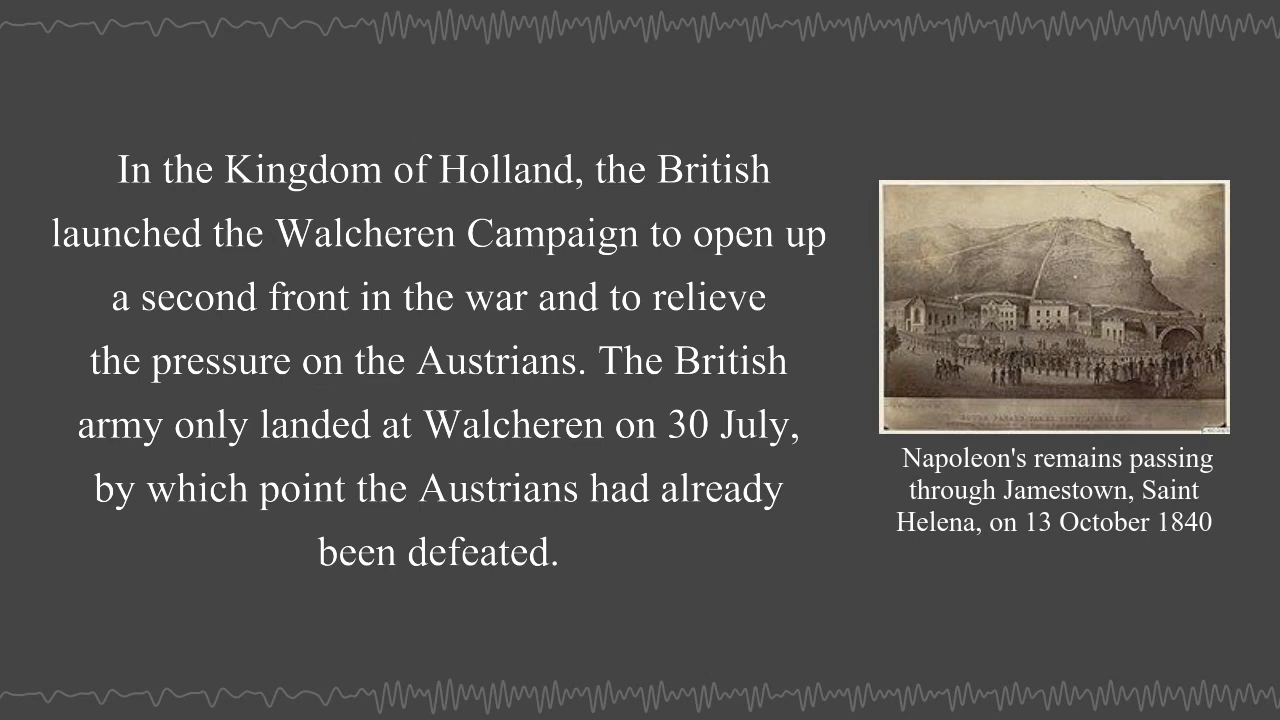 In the Kingdom of Holland, the British
launched the Walcheren Campaign to open up
a second front in the war and to relieve
the pressure on the Austrians. The British
army only landed at Walcheren on 30 July,
by which point the Austrians had already
been defeated.
Napoleon's remains passing
through Jamestown, Saint
Helena, on 13 October 1840